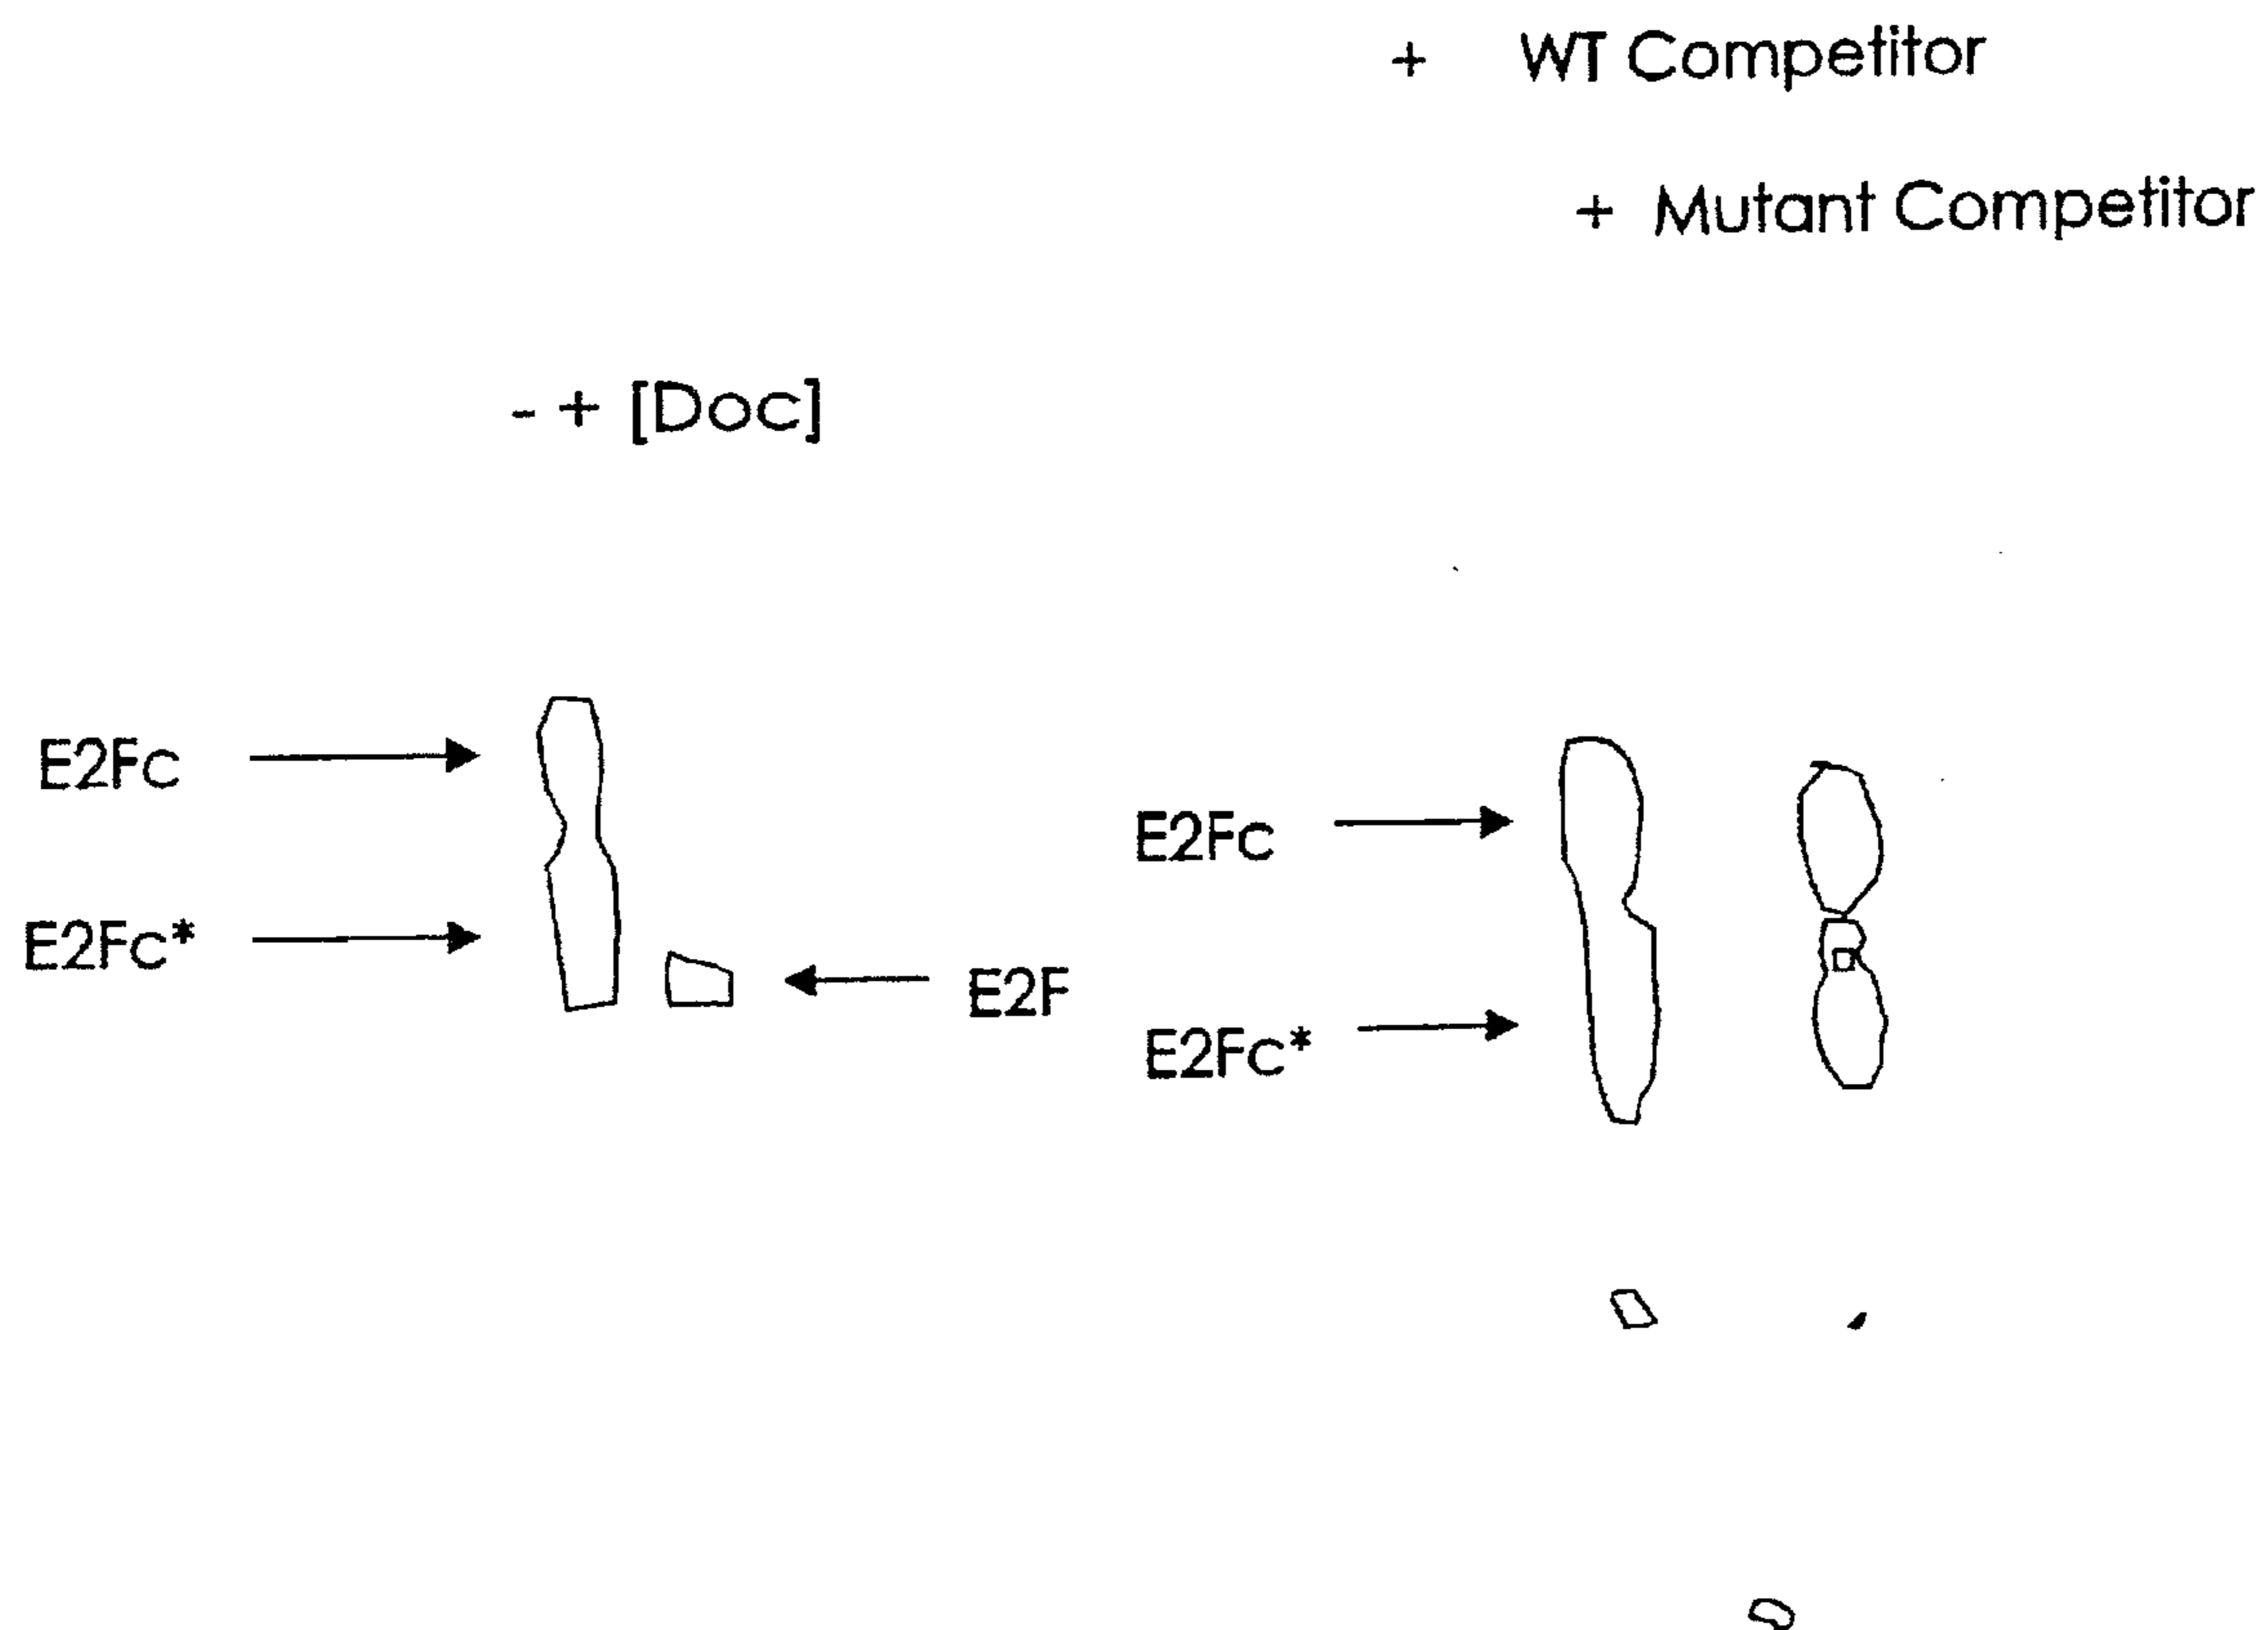 + WT Competitor
+ Mutant Competitor
- + [Doc]
E2Fc
E2Fc*
E2F
E2Fc
E2Fc*